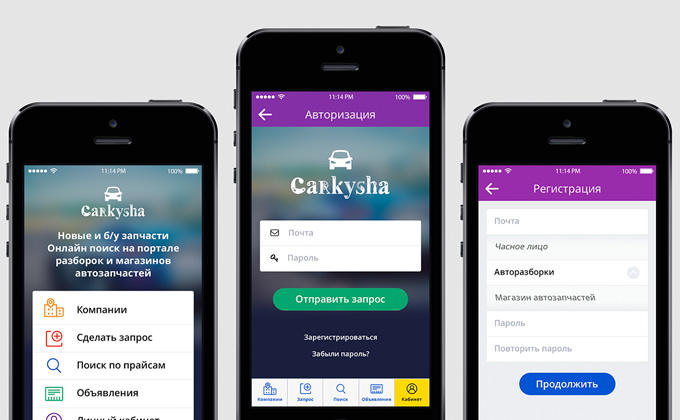 11:14 PM
100%
Carkysha
Новые и б/у запчасти
Онлайн поиск на портале
разборок и магазинов
автозапчастей
Компании
Сделать запрос
Поиск по прайсам
Объявления
Личный кабинет
11:14 PM
100%
Авторизация
Carkysha
Почта
Пароль
Отправить запрос
Зарегистрироваться
Забыли пароль?
Компании
Запрос
Поиск
Объявления
Кабинет
11:14 PM
100%
Регистрация
Почта
Часное лицо
Авторазборки
Магазин автозапчастей
Пароль
Повторить пароль
Продолжить